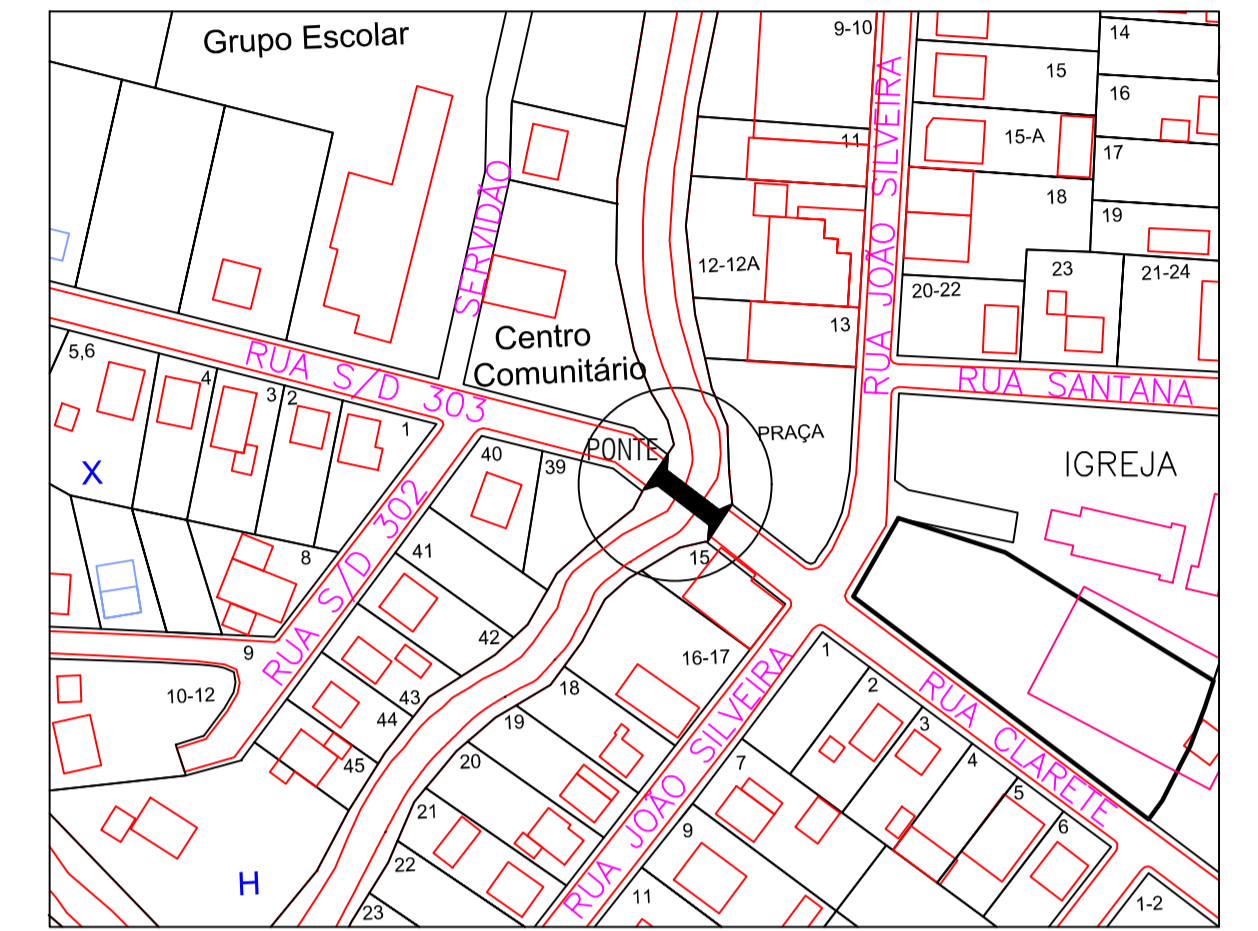 Grupo Escolar
9-10
14
15
16
15-A
11
17
SERVIDÃO
RUA JOÃO SILVEIRA
18
19
12-12A
23
21-24
20-22
13
Centro
Comunitário
5,6
RUA S/D 303
4
3
2
1
RUA SANTANA
PONTE
PRAÇA
IGREJA
X
40
39
RUA S/D 302
8
41
15
42
9
16-17
1
10-12
43
18
2
RUA CLARETE
44
19
3
RUA JOÃO SILVEIRA
45
20
7
4
5
21
9
6
22
H
11
1-2
23